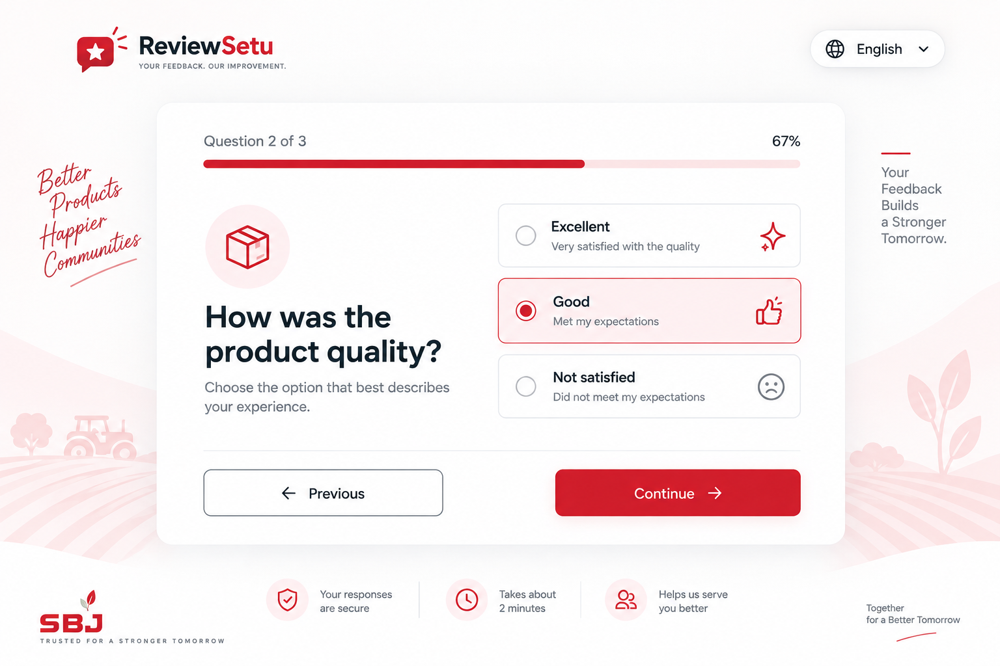 ReviewSetu
YOUR FEEDBACK. OUR IMPROVEMENT.
English
Question 2 of 3
67%
Better
Products
Happier
Communities
Your
Feedback
Builds
a Stronger
Tomorrow.
How was the
product quality?
Choose the option that best describes
your experience.
Excellent
Very satisfied with the quality
Good
Met my expectations
Not satisfied
Did not meet my expectations
← Previous
Continue →
SBJ
TRUSTED FOR A STRONGER TOMORROW
Your responses
are secure
Takes about
2 minutes
Helps us serve
you better
Together
for a Better Tomorrow